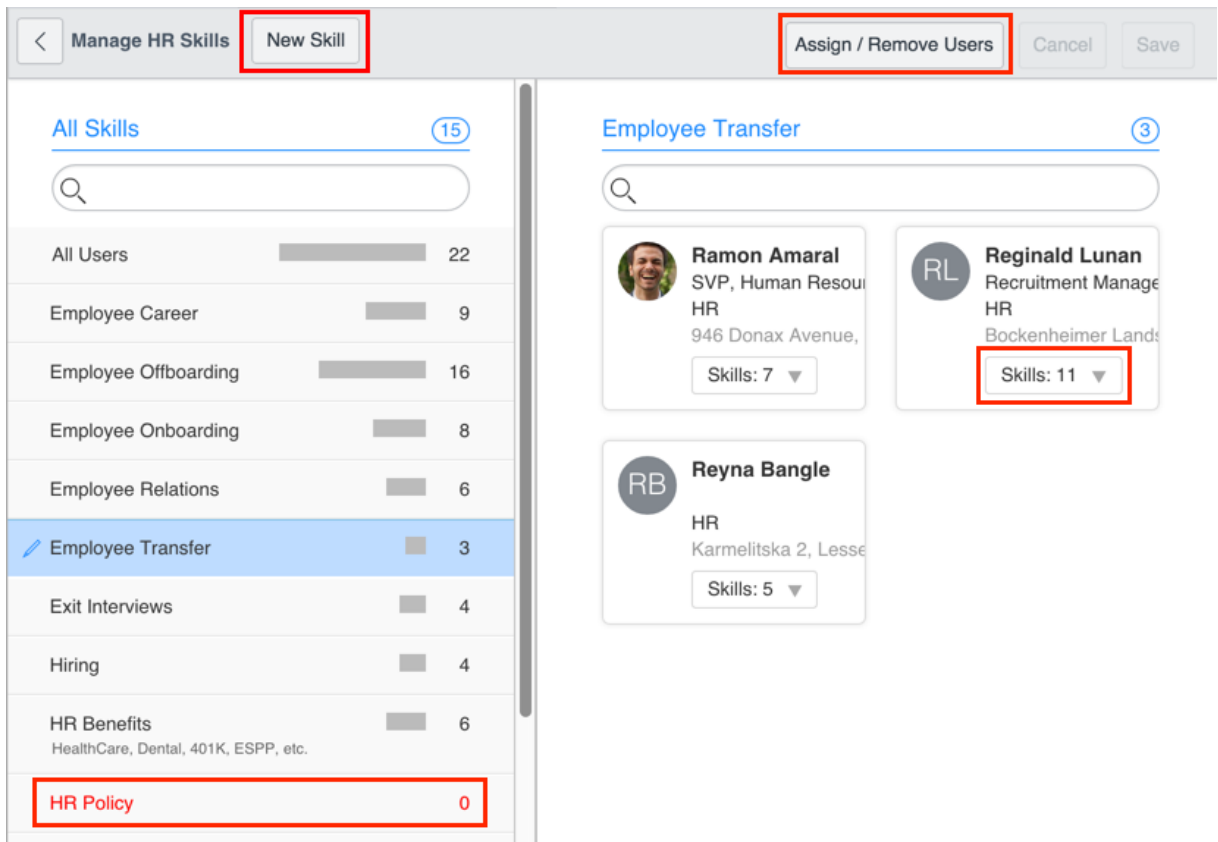 Manage HR Skills
New Skill
Assign / Remove Users
Cancel
Save
All Skills
15
All Users
22
Employee Career
9
Employee Offboarding
16
Employee Onboarding
8
Employee Relations
6
Employee Transfer
3
Exit Interviews
4
Hiring
4
HR Benefits
6
HealthCare, Dental, 401K, ESPP, etc.
HR Policy
0
Employee Transfer
3
Ramon Amaral
SVP, Human Resou
HR
946 Donax Avenue,
Skills: 7
RL
Reginald Lunan
Recruitment Manage
HR
Bockenheimer Lands
Skills: 11
RB
Reyna Bangle
HR
Karmelitska 2, Lesse
Skills: 5